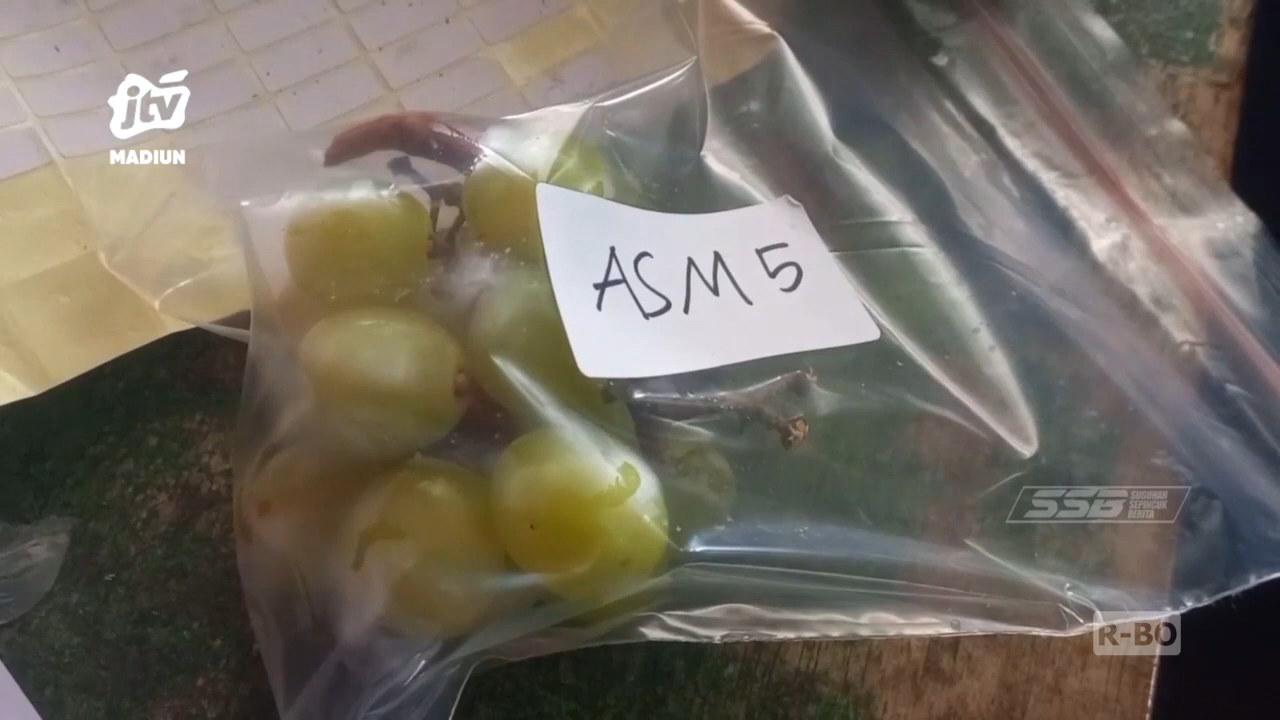 jtv
MADIUN
ASM 5
SSB SUGUHAN
SEPINCUK
BERITA
R-BO